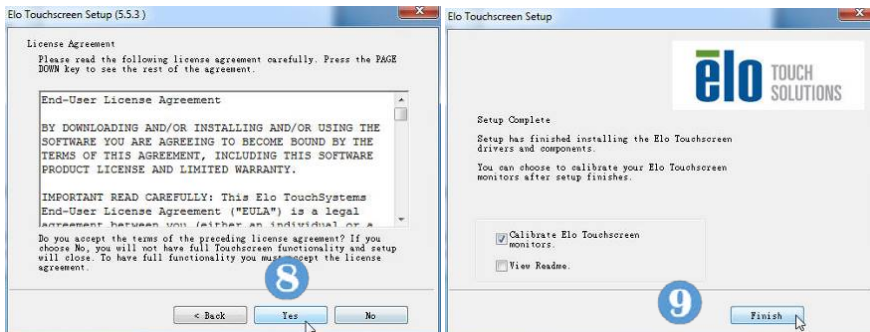 Elo Touchscreen Setup (5.5.3 )
License Agreement
Please read the following license agreement carefully. Press the PAGE
DOWN key to see the rest of the agreement.
End-User License Agreement
BY DOWNLOADING AND/OR INSTALLING AND/OR USING THE
SOFTWARE YOU ARE AGREEING TO BECOME BOUND BY THE
TERMS OF THIS AGREEMENT, INCLUDING THIS SOFTWARE
PRODUCT LICENSE AND LIMITED WARRANTY.
IMPORTANT READ CAREFULLY: This Elo TouchSystems
End-User License Agreement ("EULA") is a legal
agreement between you (either an individual or a
Do you accept the terms of the preceding license agreement? If you
choose No, you will not have full Touchscreen functionality and setup
will close. To have full functionality you must accept the license
agreement.
8
< Back
Yes
No
Elo Touchscreen Setup
elo TOUCH
SOLUTIONS
Setup Complete
Setup has finished installing the Elo Touchscreen
drivers and components.
You can choose to calibrate your Elo Touchscreen
monitors after setup finishes.
Calibrate Elo Touchscreen
monitors.
View Readme.
9
Finish